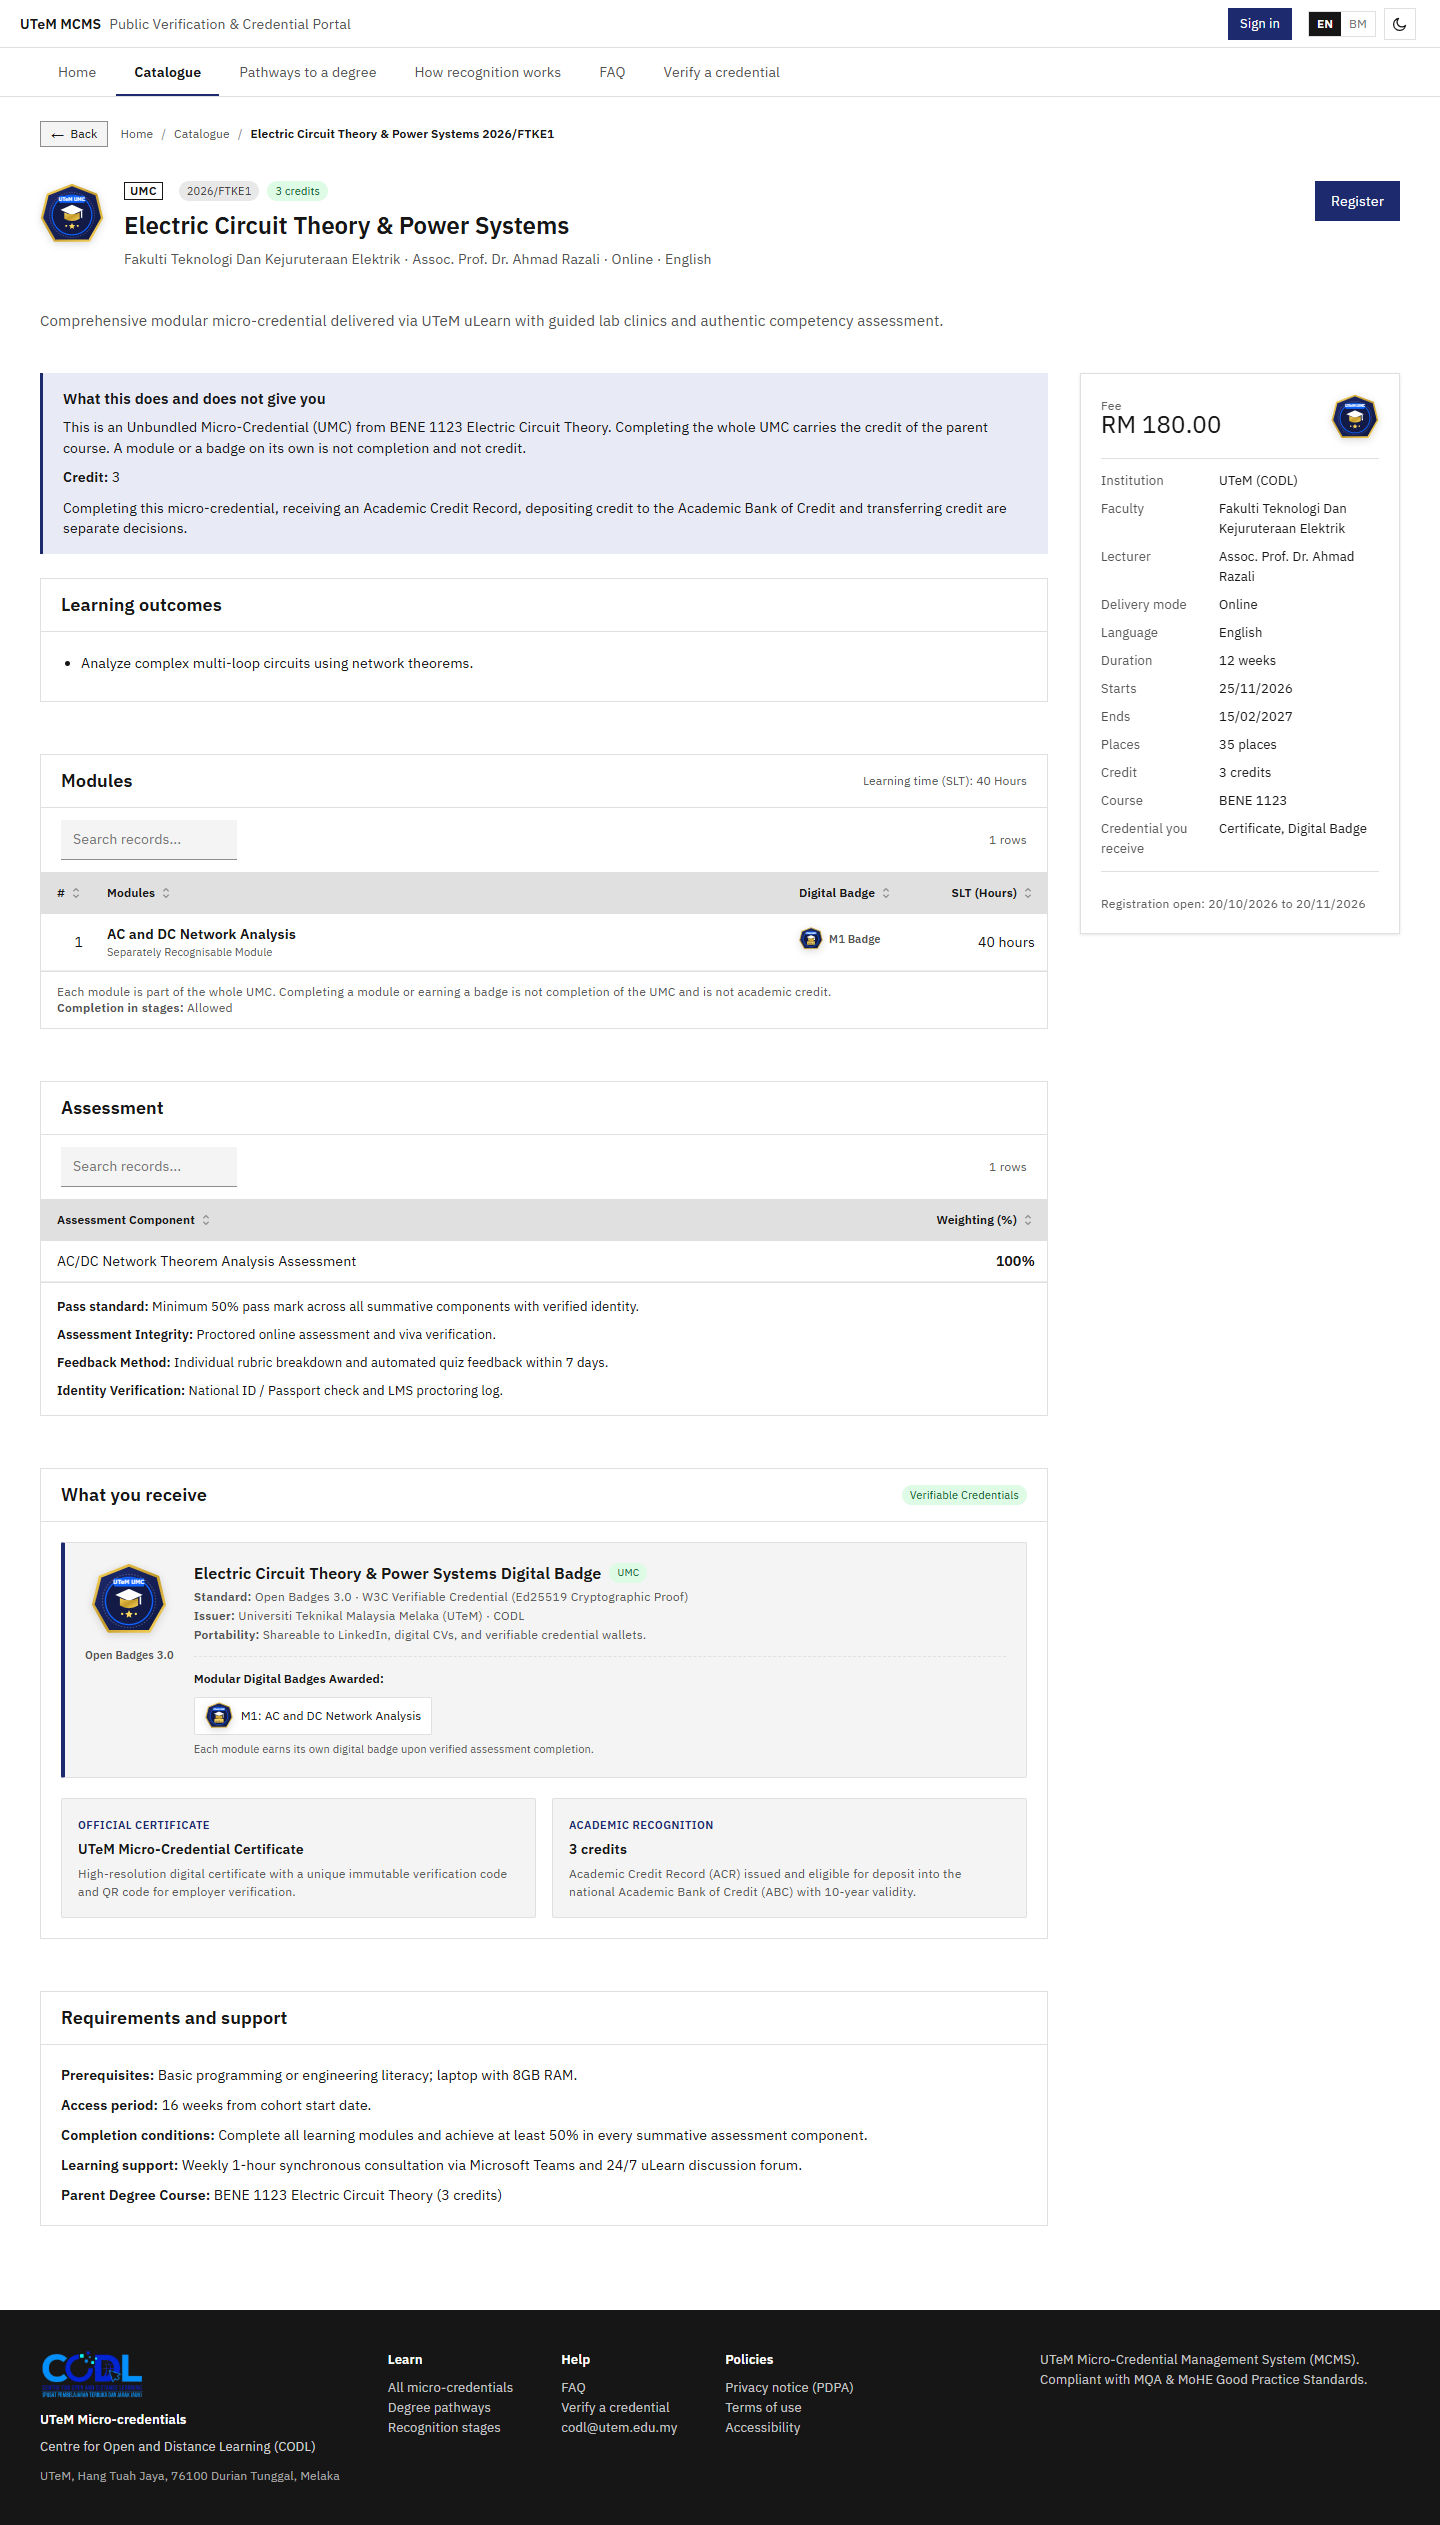 UTeM MCMS Public Verification & Credential Portal
Sign in
EN BM
Home
Catalogue
Pathways to a degree
How recognition works
FAQ
Verify a credential
← Back
Home / Catalogue / Electric Circuit Theory & Power Systems 2026/FTKE1
UTeM UMC
UMC 2026/FTKE1 3 credits
Electric Circuit Theory & Power Systems
Fakulti Teknologi Dan Kejuruteraan Elektrik · Assoc. Prof. Dr. Ahmad Razali · Online · English
Register
Comprehensive modular micro-credential delivered via UTeM uLearn with guided lab clinics and authentic competency assessment.
What this does and does not give you
This is an Unbundled Micro-Credential (UMC) from BENE 1123 Electric Circuit Theory. Completing the whole UMC carries the credit of the parent
course. A module or a badge on its own is not completion and not credit.
Credit: 3
Completing this micro-credential, receiving an Academic Credit Record, depositing credit to the Academic Bank of Credit and transferring credit are
separate decisions.
Fee
RM 180.00
Institution UTeM (CODL)
Faculty Fakulti Teknologi Dan
Kejuruteraan Elektrik
Lecturer Assoc. Prof. Dr. Ahmad
Razali
Delivery mode Online
Language English
Duration 12 weeks
Starts 25/11/2026
Ends 15/02/2027
Places 35 places
Credit 3 credits
Course BENE 1123
Credential you Certificate, Digital Badge
receive
Registration open: 20/10/2026 to 20/11/2026
Learning outcomes
• Analyze complex multi-loop circuits using network theorems.
Modules
Learning time (SLT): 40 Hours
Search records...
1 rows
# Modules Digital Badge SLT (Hours)
1 AC and DC Network Analysis M1 Badge 40 hours
Separately Recognisable Module
Each module is part of the whole UMC. Completing a module or earning a badge is not completion of the UMC and is not academic credit.
Completion in stages: Allowed
Assessment
Search records...
1 rows
Assessment Component Weighting (%)
AC/DC Network Theorem Analysis Assessment 100%
Pass standard: Minimum 50% pass mark across all summative components with verified identity.
Assessment Integrity: Proctored online assessment and viva verification.
Feedback Method: Individual rubric breakdown and automated quiz feedback within 7 days.
Identity Verification: National ID / Passport check and LMS proctoring log.
What you receive
Verifiable Credentials
UTeM UMC
Open Badges 3.0
Electric Circuit Theory & Power Systems Digital Badge UMC
Standard: Open Badges 3.0 · W3C Verifiable Credential (Ed25519 Cryptographic Proof)
Issuer: Universiti Teknikal Malaysia Melaka (UTeM) · CODL
Portability: Shareable to LinkedIn, digital CVs, and verifiable credential wallets.
Modular Digital Badges Awarded:
M1: AC and DC Network Analysis
Each module earns its own digital badge upon verified assessment completion.
OFFICIAL CERTIFICATE
UTeM Micro-Credential Certificate
High-resolution digital certificate with a unique immutable verification code
and QR code for employer verification.
ACADEMIC RECOGNITION
3 credits
Academic Credit Record (ACR) issued and eligible for deposit into the
national Academic Bank of Credit (ABC) with 10-year validity.
Requirements and support
Prerequisites: Basic programming or engineering literacy; laptop with 8GB RAM.
Access period: 16 weeks from cohort start date.
Completion conditions: Complete all learning modules and achieve at least 50% in every summative assessment component.
Learning support: Weekly 1-hour synchronous consultation via Microsoft Teams and 24/7 uLearn discussion forum.
Parent Degree Course: BENE 1123 Electric Circuit Theory (3 credits)
CODL
UTeM Micro-credentials
Centre for Open and Distance Learning (CODL)
UTeM, Hang Tuah Jaya, 76100 Durian Tunggal, Melaka
Learn
All micro-credentials
Degree pathways
Recognition stages
Help
FAQ
Verify a credential
codl@utem.edu.my
Policies
Privacy notice (PDPA)
Terms of use
Accessibility
UTeM Micro-Credential Management System (MCMS).
Compliant with MQA & MoHE Good Practice Standards.